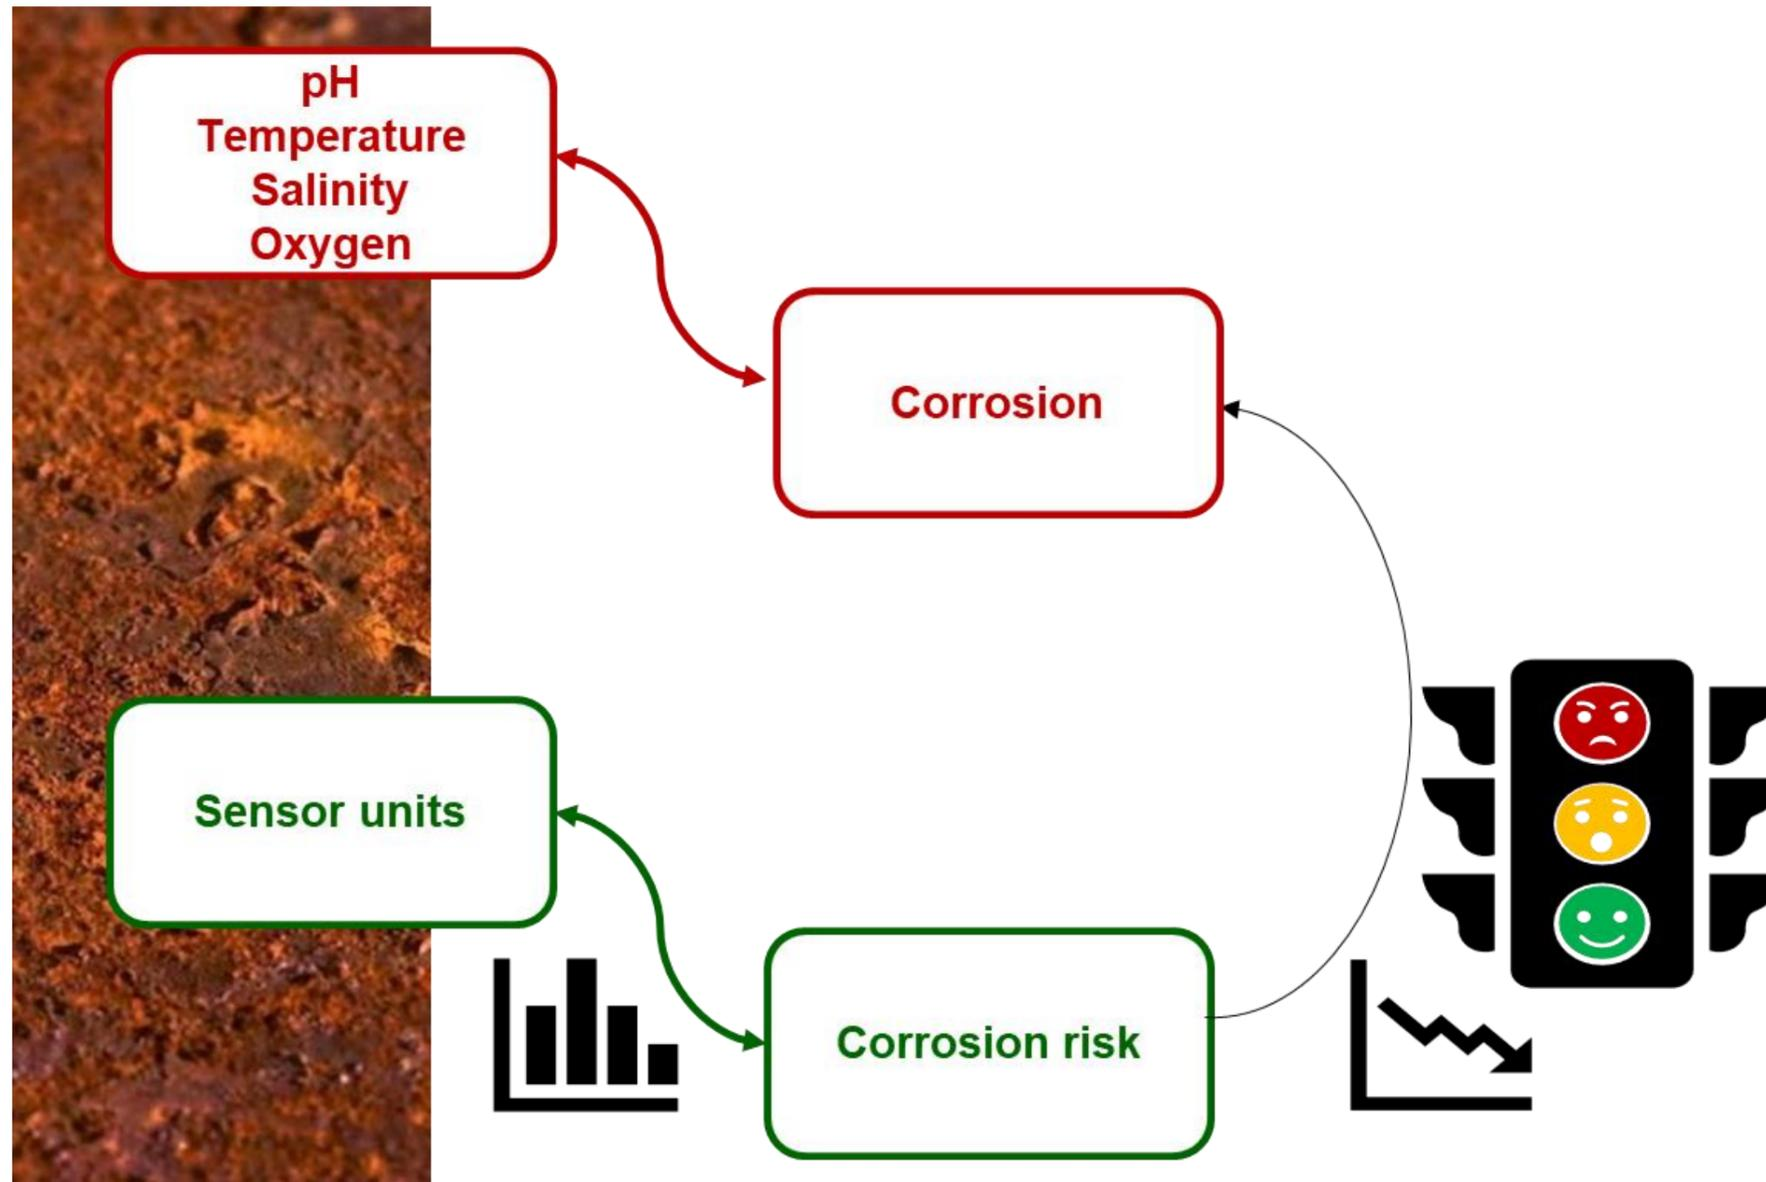 pH
Temperature
Salinity
Oxygen
Corrosion
Sensor units
Corrosion risk